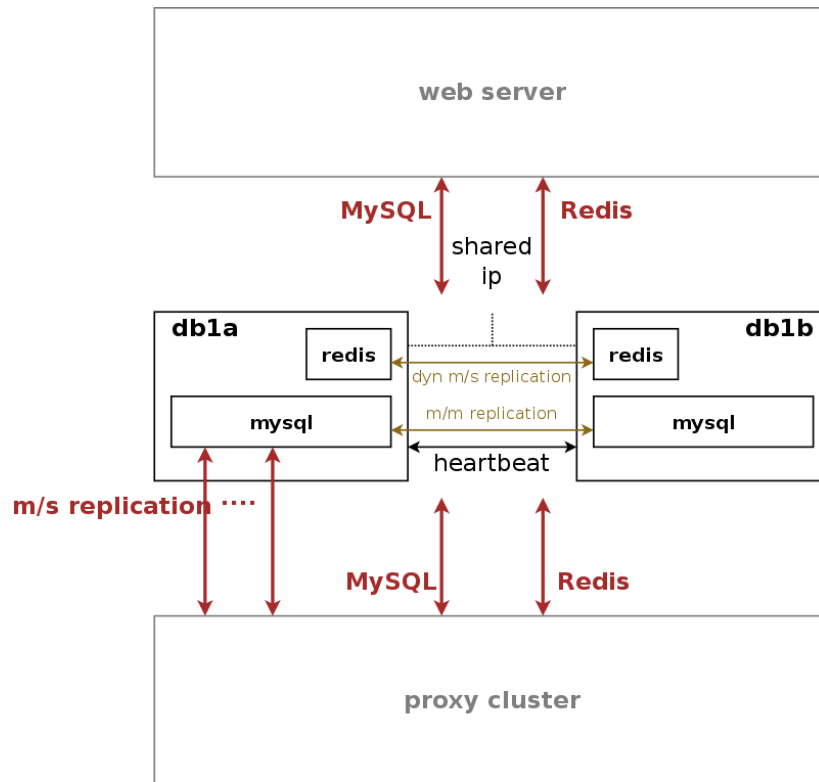 web server
MySQL
Redis
shared
ip
db1a
db1b
redis
redis
dyn m/s replication
m/m replication
mysql
mysql
heartbeat
m/s replication ····
MySQL
Redis
proxy cluster